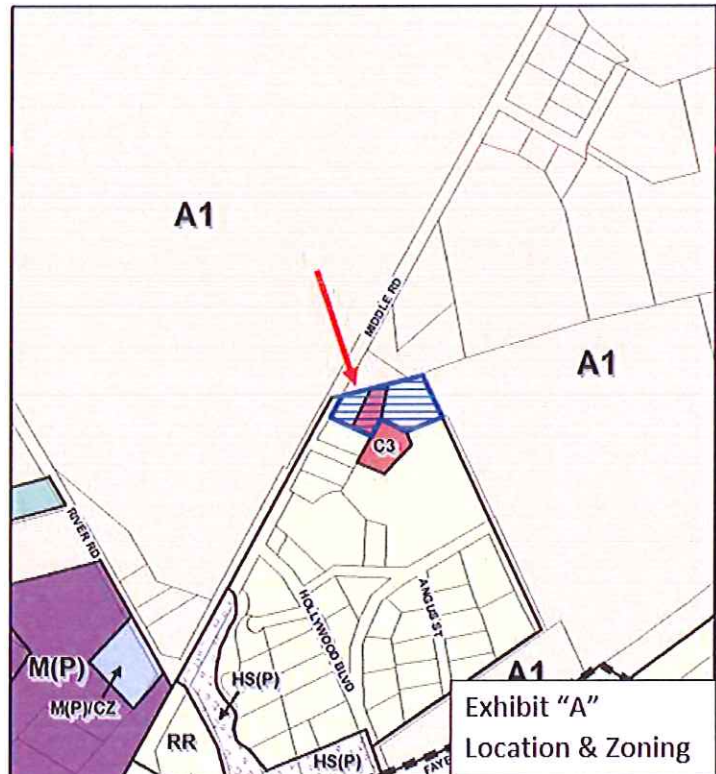 A1
MIDDLE RD
A1
C3
RIVER RD
HOLLYWOOD BLVD
ANGUS ST
M(P)
M(P)/CZ
HS(P)
RR
HS(P)
A1
Exhibit "A"
Location & Zoning
FAYE